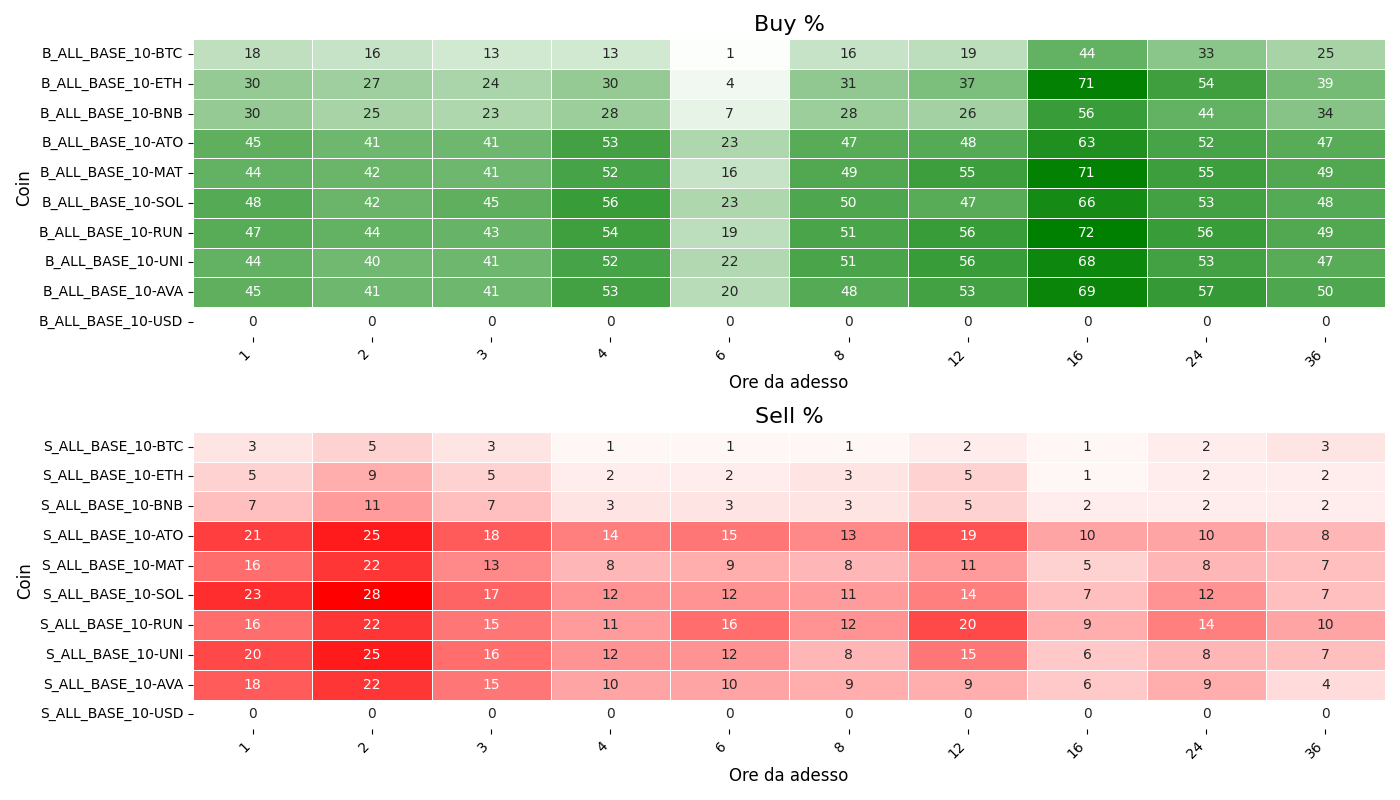 Buy %
Coin
B_ALL_BASE_10-BTC 18 16 13 13 1 16 19 44 33 25
B_ALL_BASE_10-ETH 30 27 24 30 4 31 37 71 54 39
B_ALL_BASE_10-BNB 30 25 23 28 7 28 26 56 44 34
B_ALL_BASE_10-ATO 45 41 41 53 23 47 48 63 52 47
B_ALL_BASE_10-MAT 44 42 41 52 16 49 55 71 55 49
B_ALL_BASE_10-SOL 48 42 45 56 23 50 47 66 53 48
B_ALL_BASE_10-RUN 47 44 43 54 19 51 56 72 56 49
B_ALL_BASE_10-UNI 44 40 41 52 22 51 56 68 53 47
B_ALL_BASE_10-AVA 45 41 41 53 20 48 53 69 57 50
B_ALL_BASE_10-USD 0 0 0 0 0 0 0 0 0 0
1 2 3 4 6 8 12 16 24 36
Ore da adesso
Sell %
Coin
S_ALL_BASE_10-BTC 3 5 3 1 1 1 2 1 2 3
S_ALL_BASE_10-ETH 5 9 5 2 2 3 5 1 2 2
S_ALL_BASE_10-BNB 7 11 7 3 3 3 5 2 2 2
S_ALL_BASE_10-ATO 21 25 18 14 15 13 19 10 10 8
S_ALL_BASE_10-MAT 16 22 13 8 9 8 11 5 8 7
S_ALL_BASE_10-SOL 23 28 17 12 12 11 14 7 12 7
S_ALL_BASE_10-RUN 16 22 15 11 16 12 20 9 14 10
S_ALL_BASE_10-UNI 20 25 16 12 12 8 15 6 8 7
S_ALL_BASE_10-AVA 18 22 15 10 10 9 9 6 9 4
S_ALL_BASE_10-USD 0 0 0 0 0 0 0 0 0 0
1 2 3 4 6 8 12 16 24 36
Ore da adesso